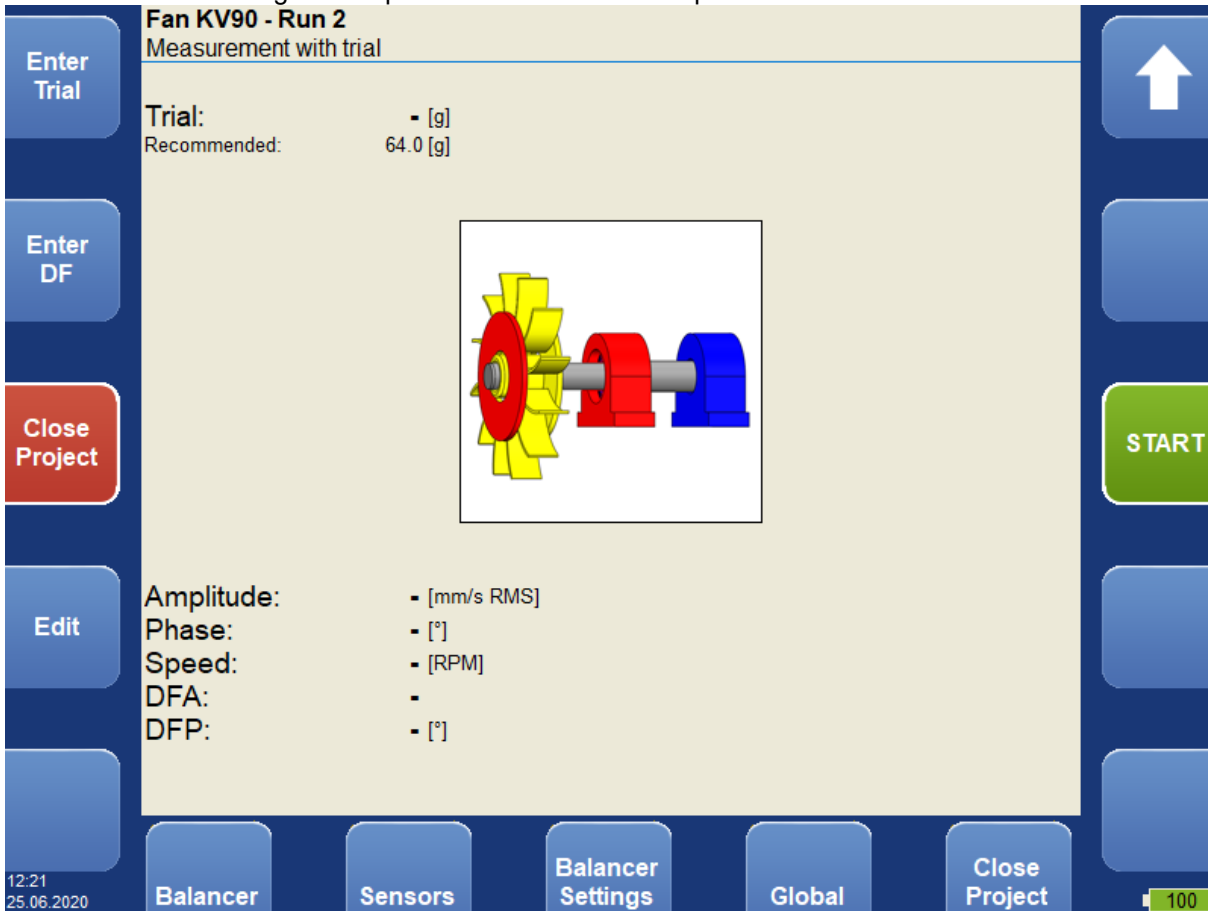 Fan KV90 - Run 2
Measurement with trial
Enter
Trial
Trial: - [g]
Recommended: 64.0 [g]
Enter
DF
Close
Project
START
Edit
Amplitude: - [mm/s RMS]
Phase: - [°]
Speed: - [RPM]
DFA: -
DFP: - [°]
12:21
25.06.2020
Balancer
Sensors
Balancer
Settings
Global
Close
Project
100